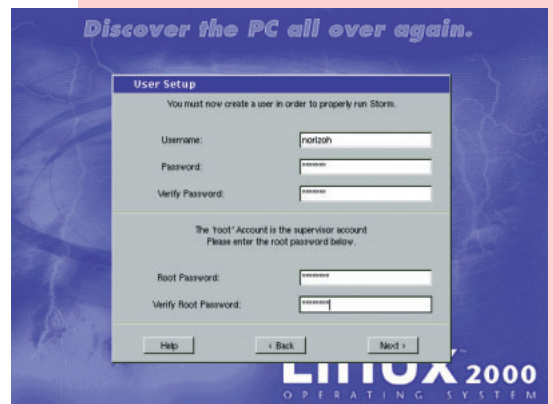 Discover the PC all over again.
User Setup
You must now create a user in order to properly run Storm.
Username: norizoh
Password: *******
Verify Password: *******
The 'root' Account is the supervisor account
Please enter the root password below.
Root Password: *******
Verify Root Password: *******
Help < Back Next >
LINUX™ 2000
OPERATING SYSTEM